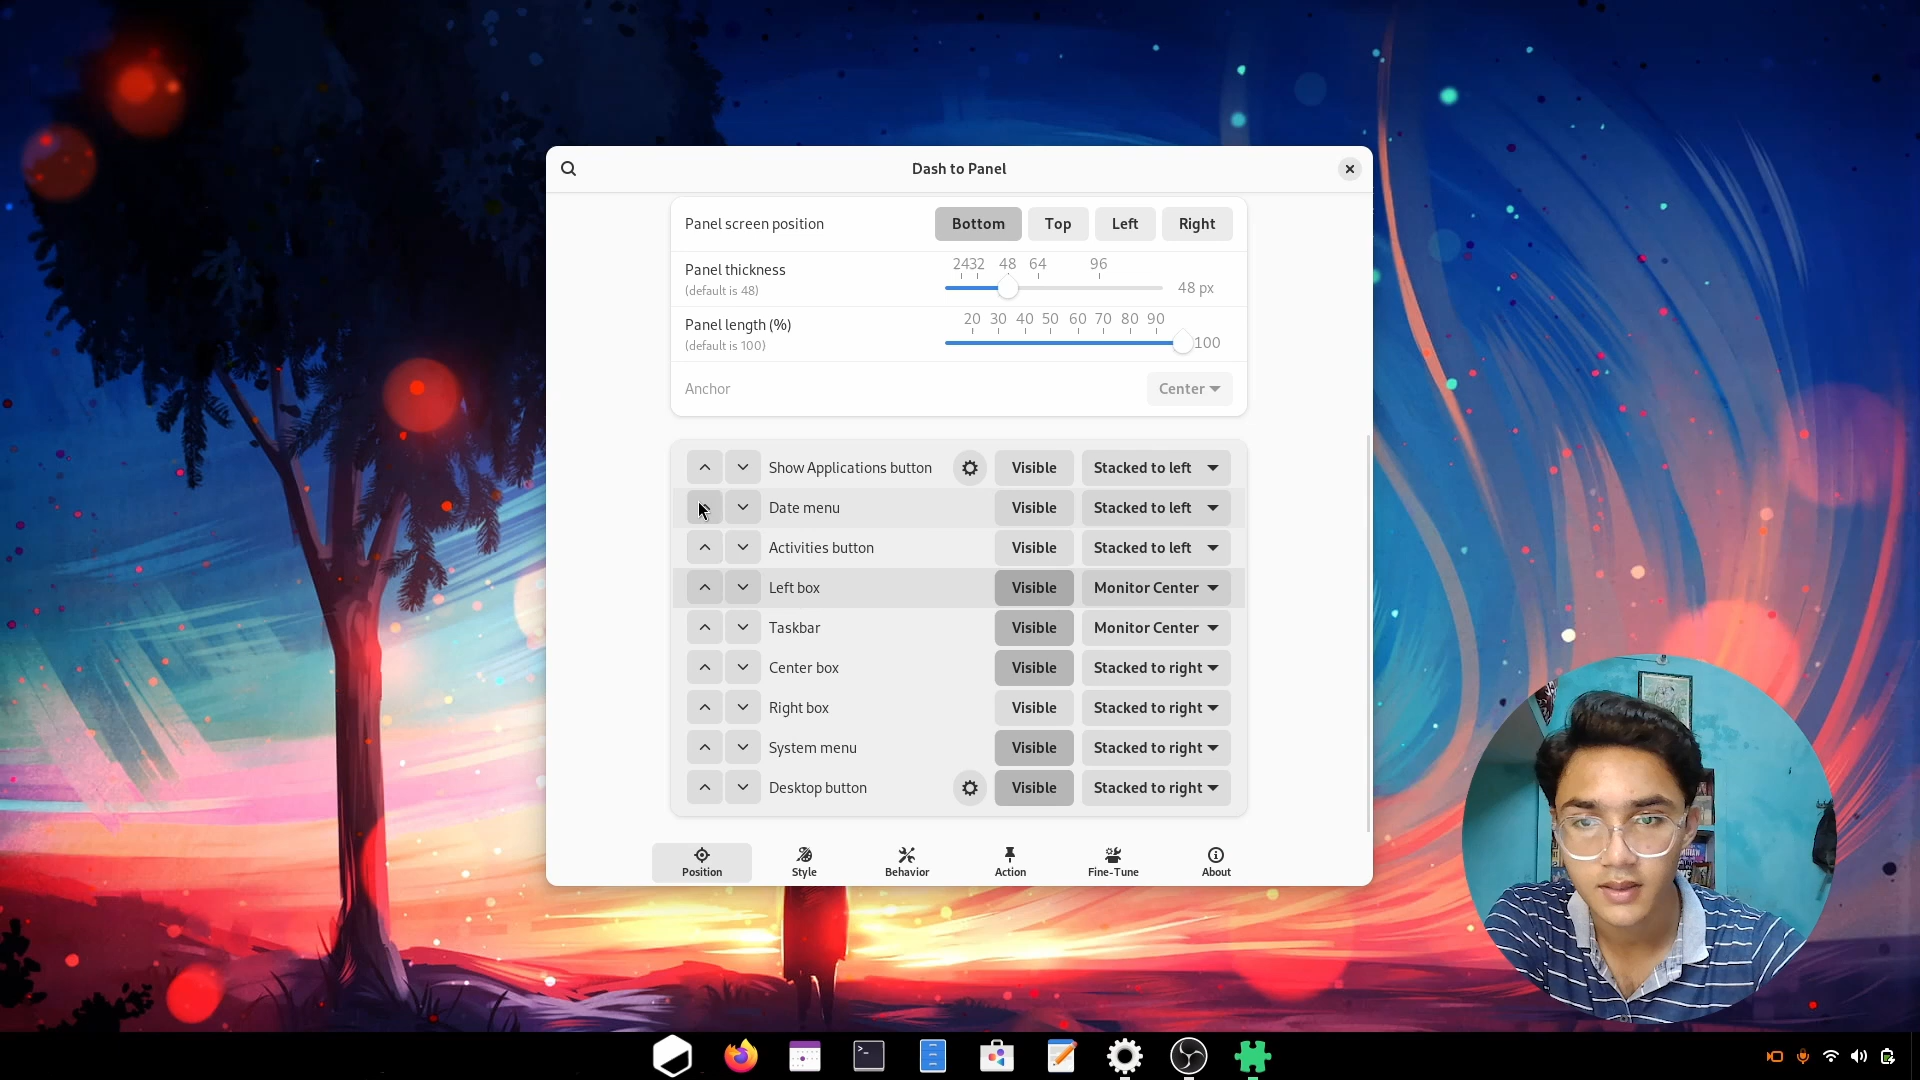 Dash to Panel
Panel screen position Bottom Top Left Right
Panel thickness 24 32 48 64 96
(default is 48) 48 px
Panel length (%) 20 30 40 50 60 70 80 90
(default is 100) 100
Anchor Center
Show Applications button Visible Stacked to left
Date menu Visible Stacked to left
Activities button Visible Stacked to left
Left box Visible Monitor Center
Taskbar Visible Monitor Center
Center box Visible Stacked to right
Right box Visible Stacked to right
System menu Visible Stacked to right
Desktop button Visible Stacked to right
Position Style Behavior Action Fine-Tune About